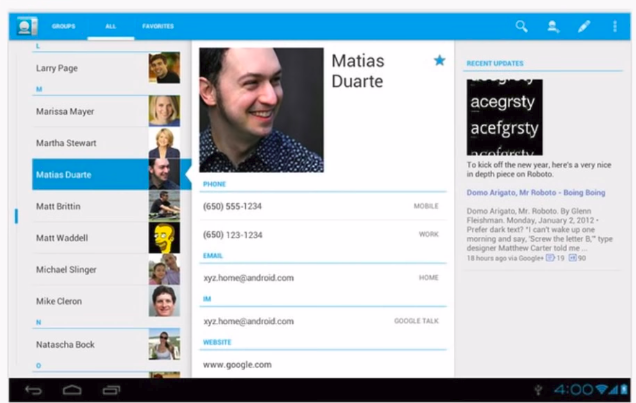 GROUPS
ALL
FAVORITES
L
Larry Page
M
Marissa Mayer
Martha Stewart
Matias Duarte
Matt Brittin
Matt Waddell
Michael Slinger
Mike Cleron
N
Natascha Bock
O
Matias
Duarte
PHONE
(650) 555-1234 MOBILE
(650) 123-1234 WORK
EMAIL
xyz.home@android.com HOME
IM
xyz.home@android.com GOOGLE TALK
WEBSITE
www.google.com
RECENT UPDATES
acegrsty
acegrsty
acefgrsty
acefgrsty
To kick off the new year, here's a very nice
in depth piece on Roboto.
Domo Arigato, Mr Roboto - Boing Boing
Domo Arigato, Mr. Roboto. By Glenn
Fleishman. Monday, January 2, 2012 •
Prefer dark text? "I can't wake up one
morning and say, 'Screw the letter B,'" type
designer Matthew Carter told me ...
18 hours ago via Google+ 19 90
4:00